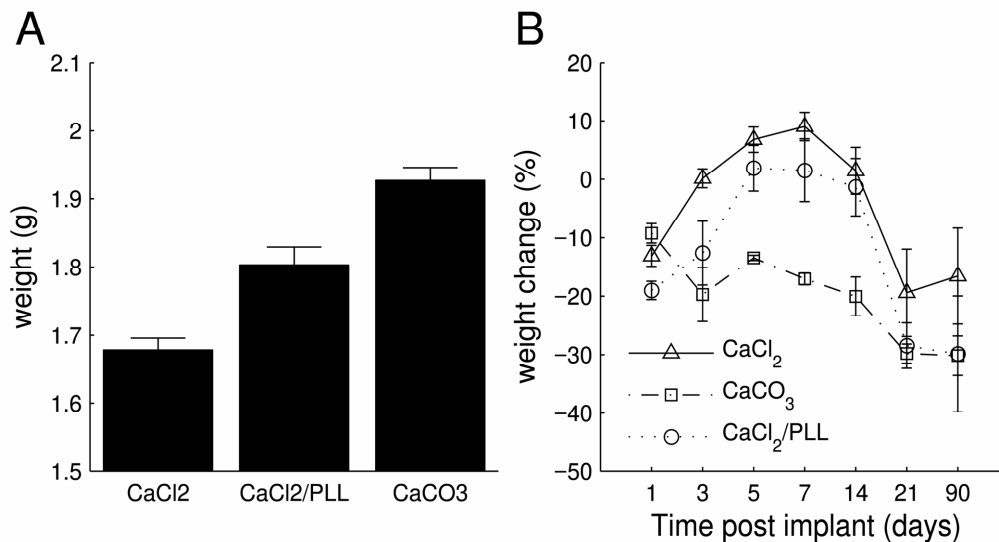 A
weight (g)
2.1
2
1.9
1.8
1.7
1.6
1.5
CaCl2 CaCl2/PLL CaCO3
B
weight change (%)
20
10
0
−10
−20
−30
−40
−50
CaCl₂
CaCO₃
CaCl₂/PLL
1 3 5 7 14 21 90
Time post implant (days)